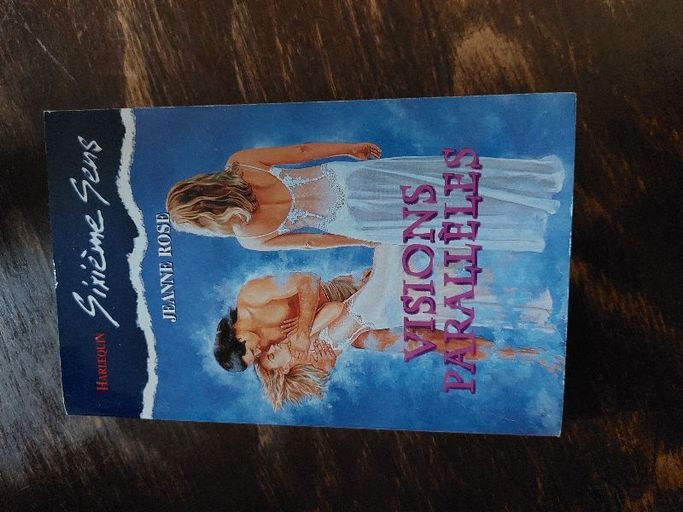 HARLEQUIN
Sixième Sens
JEANNE ROSE
VISIONS
PARALLÈLES